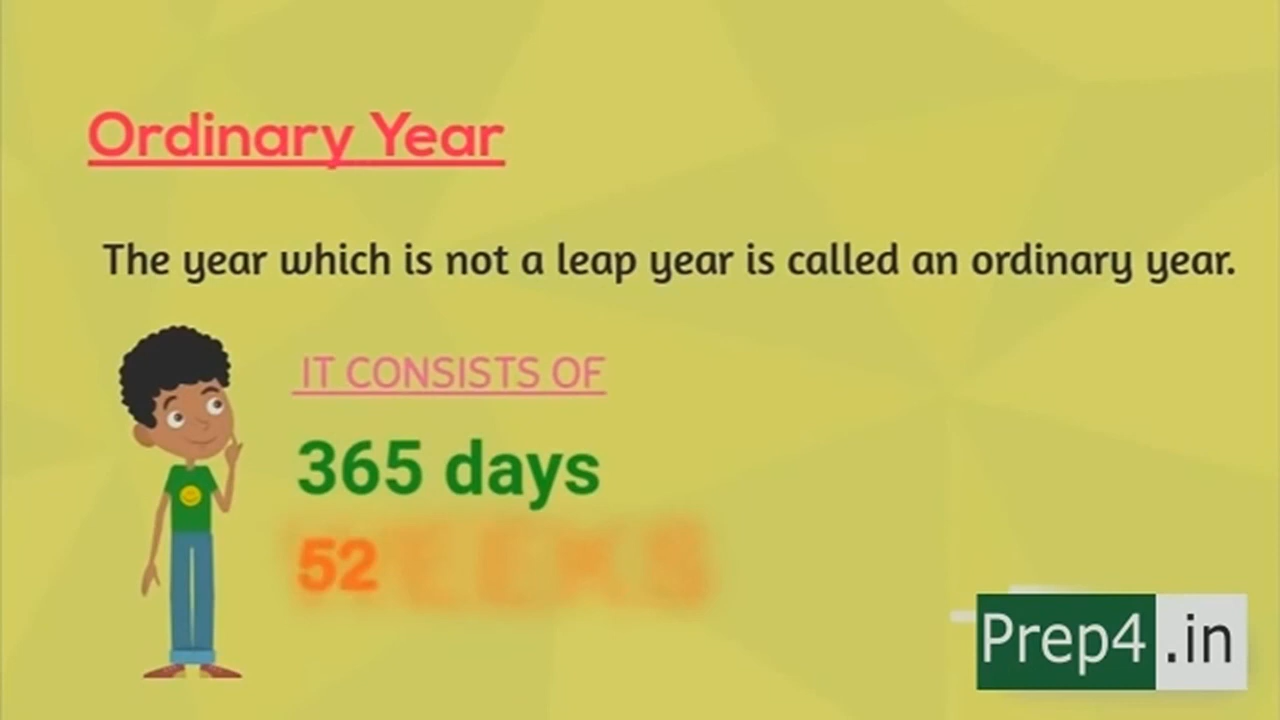 Ordinary Year
The year which is not a leap year is called an ordinary year.
IT CONSISTS OF
365 days
52 WEEKS
Prep4.in